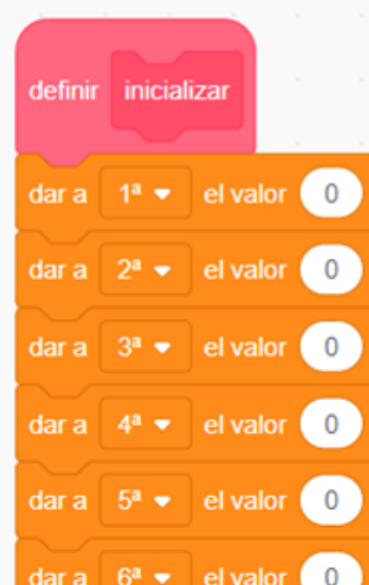 definir inicializar
dar a 1ª el valor 0
dar a 2ª el valor 0
dar a 3ª el valor 0
dar a 4ª el valor 0
dar a 5ª el valor 0
dar a 6ª el valor 0